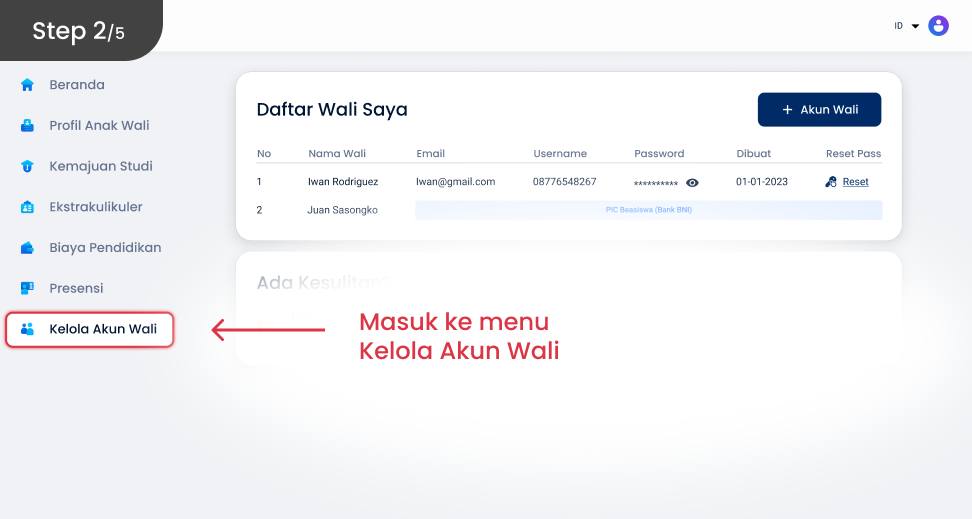 Step 2/5
ID
Beranda
Profil Anak Wali
Kemajuan Studi
Ekstrakulikuler
Biaya Pendidikan
Presensi
Kelola Akun Wali
Daftar Wali Saya
+ Akun Wali
No Nama Wali Email Username Password Dibuat Reset Pass
1 Iwan Rodriguez Iwan@gmail.com 08776548267 ********** 01-01-2023 Reset
2 Juan Sasongko PIC Beasiswa (Bank BNI)
Ada Kesulitan?
Masuk ke menu
Kelola Akun Wali